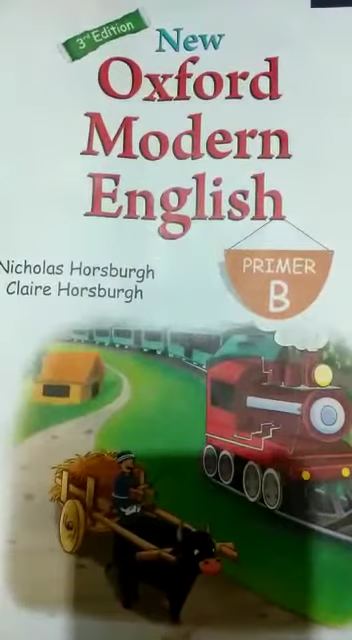 3rd Edition
New
Oxford
Modern
English
PRIMER
B
Nicholas Horsburgh
Claire Horsburgh